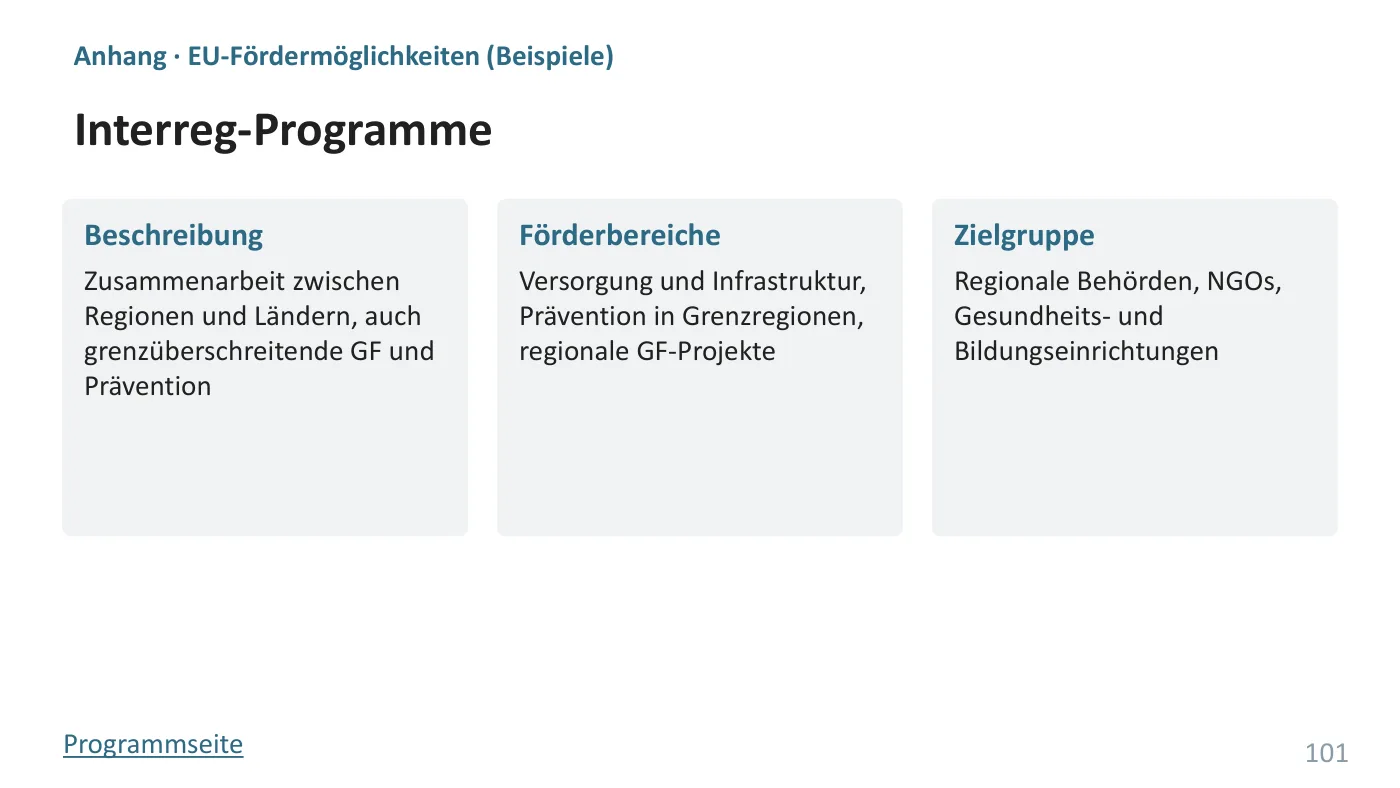 Anhang · EU-Fördermöglichkeiten (Beispiele)
Interreg-Programme
Beschreibung
Zusammenarbeit zwischen
Regionen und Ländern, auch
grenzüberschreitende GF und
Prävention
Förderbereiche
Versorgung und Infrastruktur,
Prävention in Grenzregionen,
regionale GF-Projekte
Zielgruppe
Regionale Behörden, NGOs,
Gesundheits- und
Bildungseinrichtungen
Programmseite
101